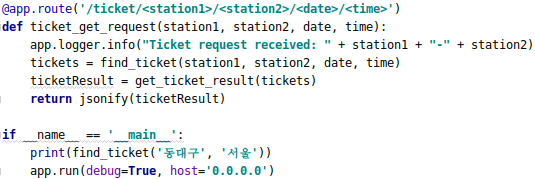 @app.route('/ticket/<station1>/<station2>/<date>/<time>')
def ticket_get_request(station1, station2, date, time):
    app.logger.info("Ticket request received: " + station1 + "-" + station2)
    tickets = find_ticket(station1, station2, date, time)
    ticketResult = get_ticket_result(tickets)
    return jsonify(ticketResult)
if __name__ == '__main__':
    print(find_ticket('동대구', '서울'))
    app.run(debug=True, host='0.0.0.0')